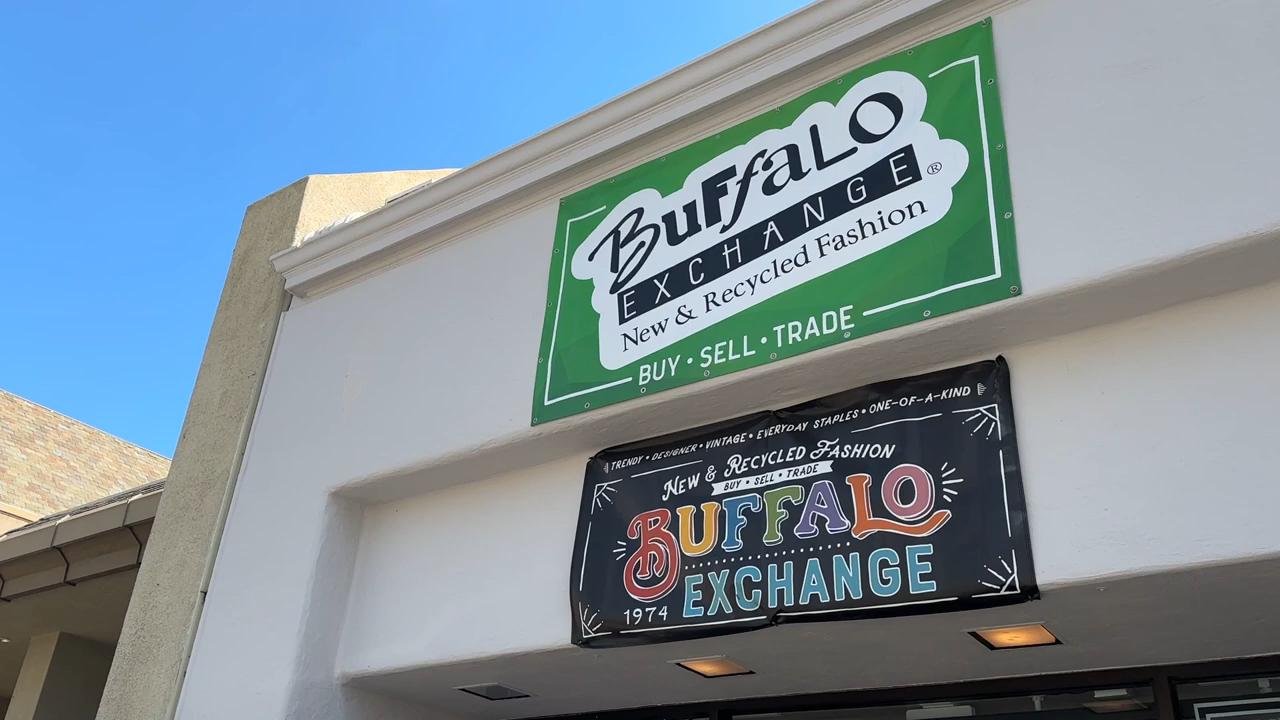 Buffalo
EXCHANGE®
New & Recycled Fashion
BUY • SELL • TRADE
TRENDY • DESIGNER • VINTAGE • EVERYDAY STAPLES • ONE-OF-A-KIND
NEW & RECYCLED FASHION
BUY • SELL • TRADE
BUFFALO
EXCHANGE
1974